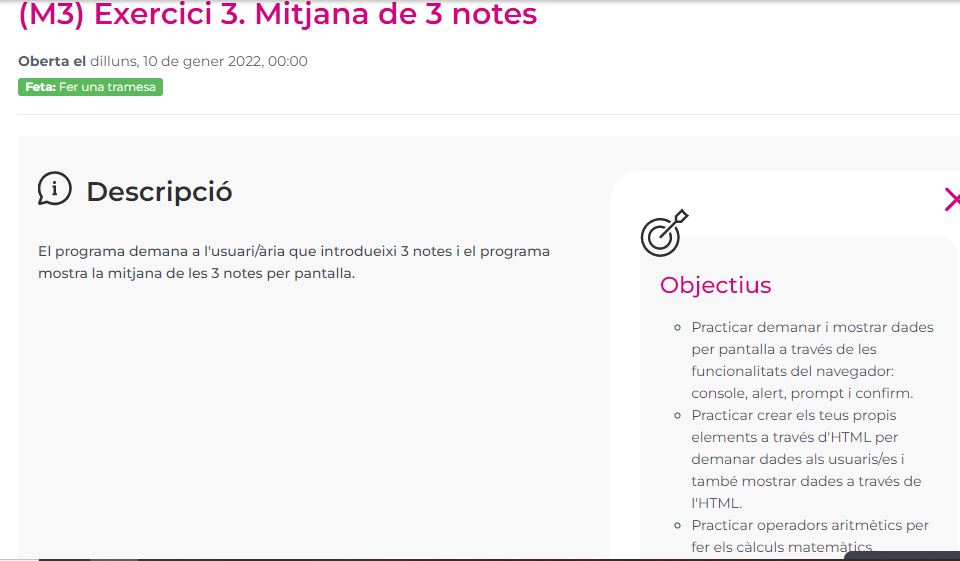 (M3) Exercici 3. Mitjana de 3 notes
Oberta el dilluns, 10 de gener 2022, 00:00
Feta: Fer una tramesa
Descripció
El programa demana a l'usuari/ària que introdueixi 3 notes i el programa
mostra la mitjana de les 3 notes per pantalla.
Objectius
Practicar demanar i mostrar dades
per pantalla a través de les
funcionalitats del navegador:
console, alert, prompt i confirm.
Practicar crear els teus propis
elements a través d'HTML per
demanar dades als usuaris/es i
també mostrar dades a través de
l'HTML.
Practicar operadors aritmètics per
fer els càlculs matemàtics.